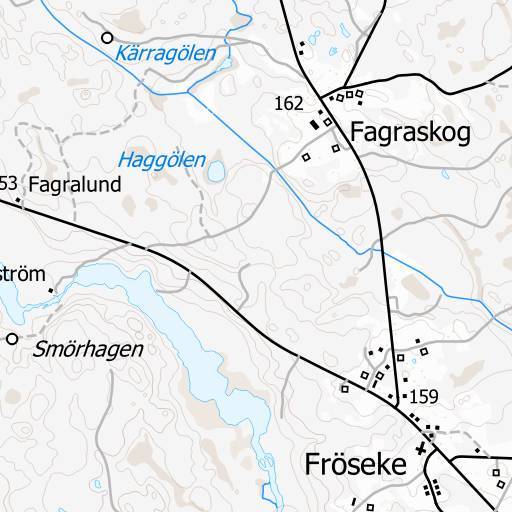 Kärragölen
162
Fagraskog
Haggölen
53
Fagralund
ström
Smörhagen
159
Fröseke